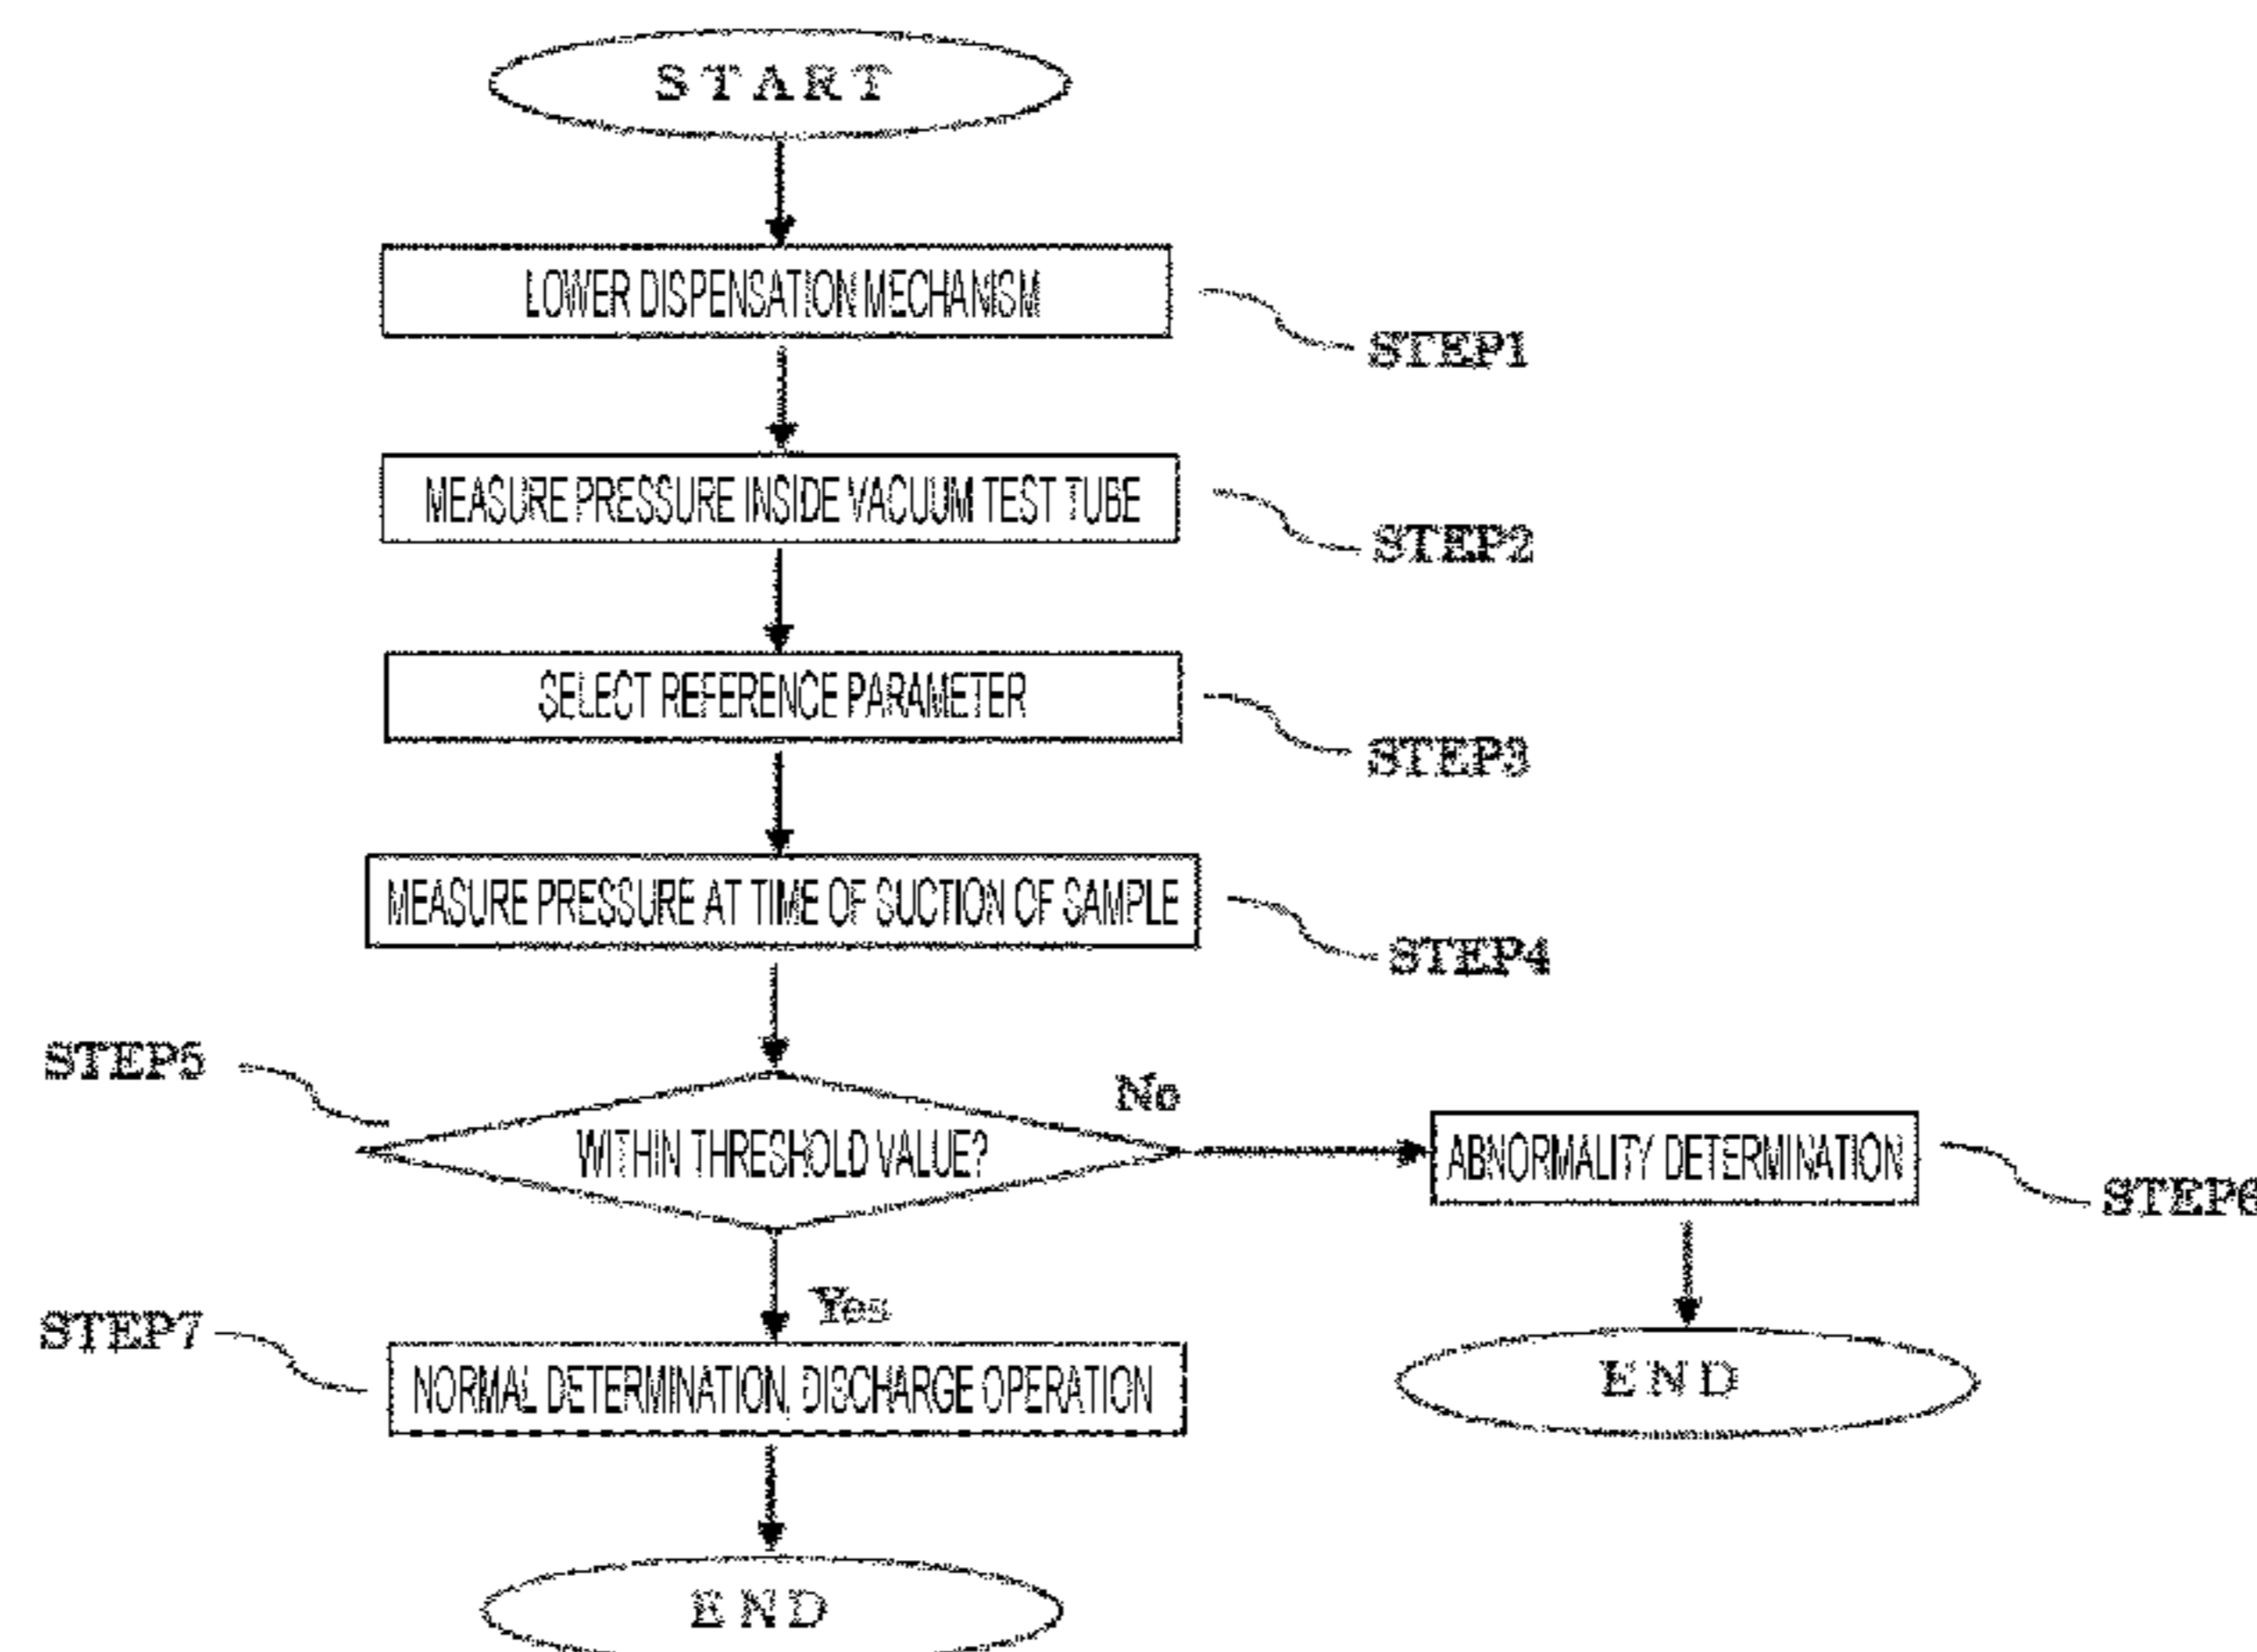 START
LOWER DISPENSATION MECHANISM
STEP1
MEASURE PRESSURE INSIDE VACUUM TEST TUBE
STEP2
SELECT REFERENCE PARAMETER
STEP3
MEASURE PRESSURE AT TIME OF SUCTION OF SAMPLE
STEP4
STEP5
WITHIN THRESHOLD VALUE?
No
ABNORMALITY DETERMINATION
STEP6
Yes
STEP7
NORMAL DETERMINATION, DISCHARGE OPERATION
END
END